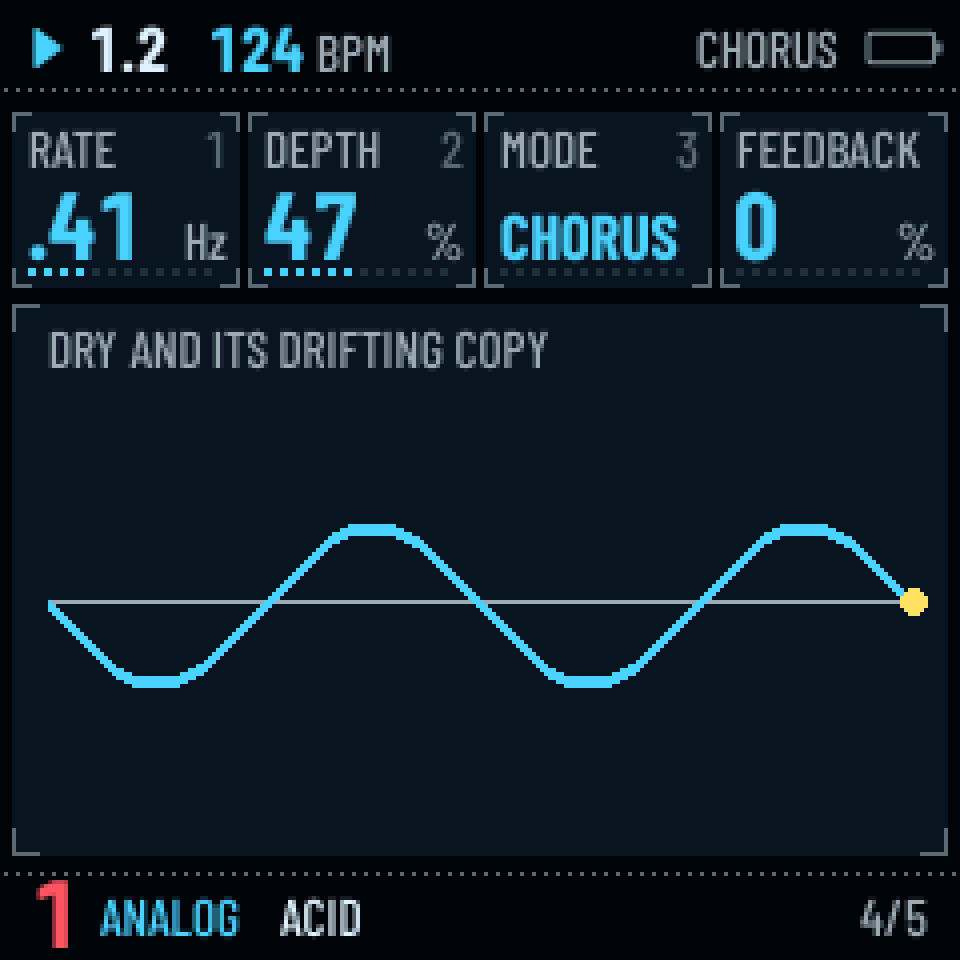 1.2 124 BPM CHORUS
RATE 1 DEPTH 2 MODE 3 FEEDBACK
.41 Hz 47 % CHORUS 0 %
DRY AND ITS DRIFTING COPY
1 ANALOG ACID 4/5